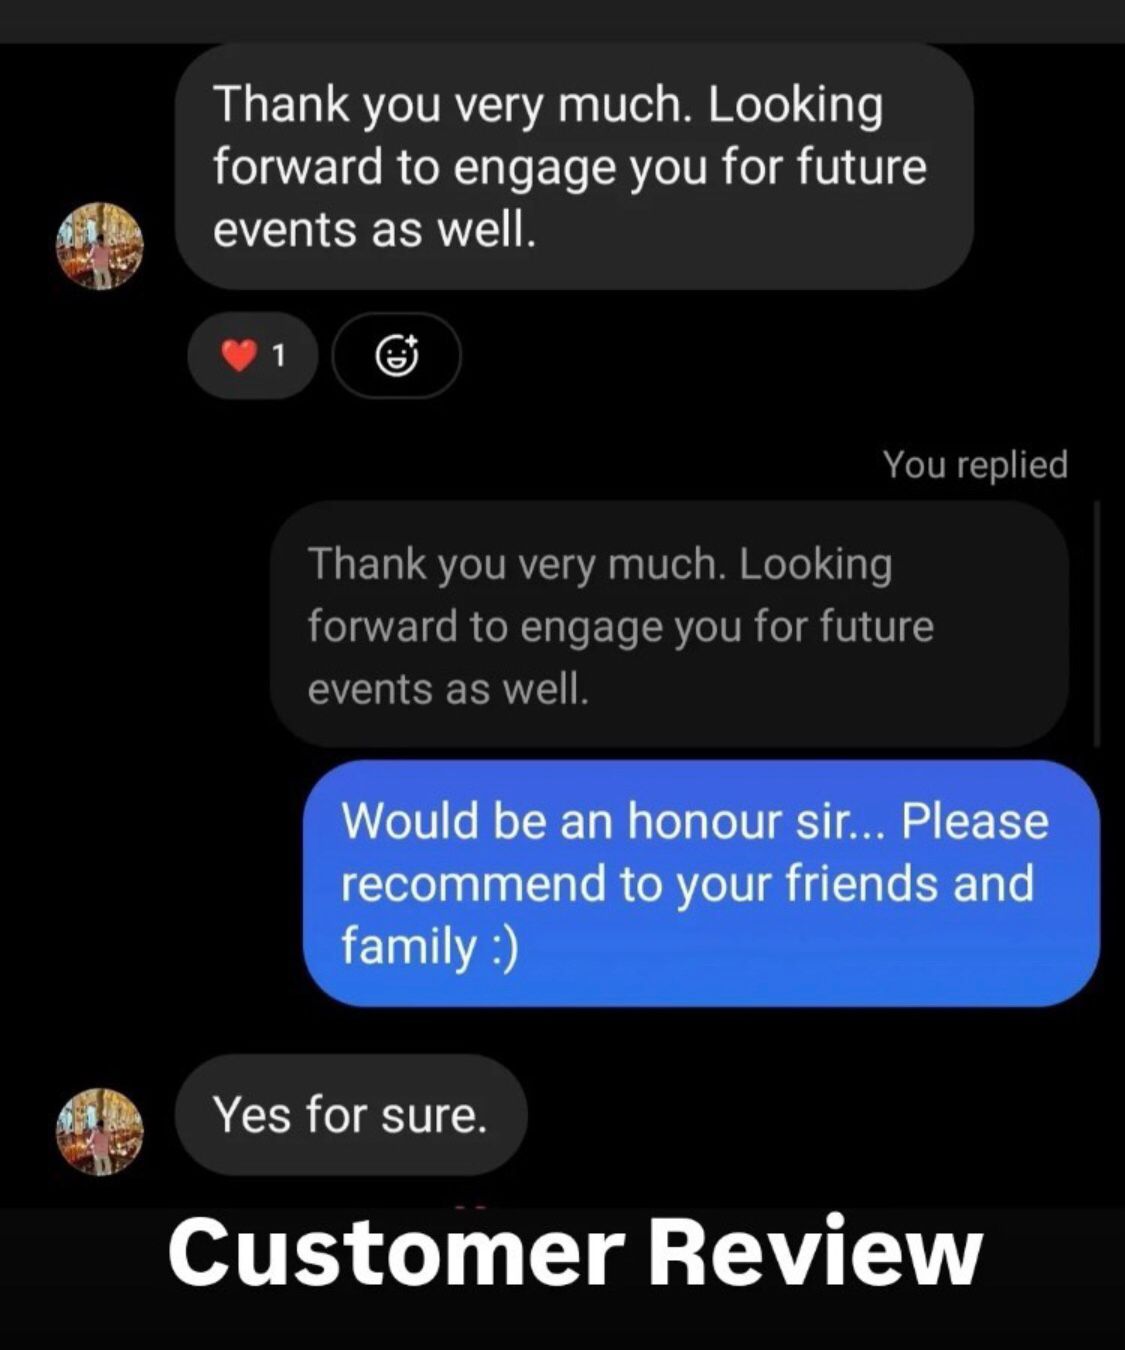 Thank you very much. Looking
forward to engage you for future
events as well.
❤️ 1
You replied
Thank you very much. Looking
forward to engage you for future
events as well.
Would be an honour sir... Please
recommend to your friends and
family :)
Yes for sure.
Customer Review